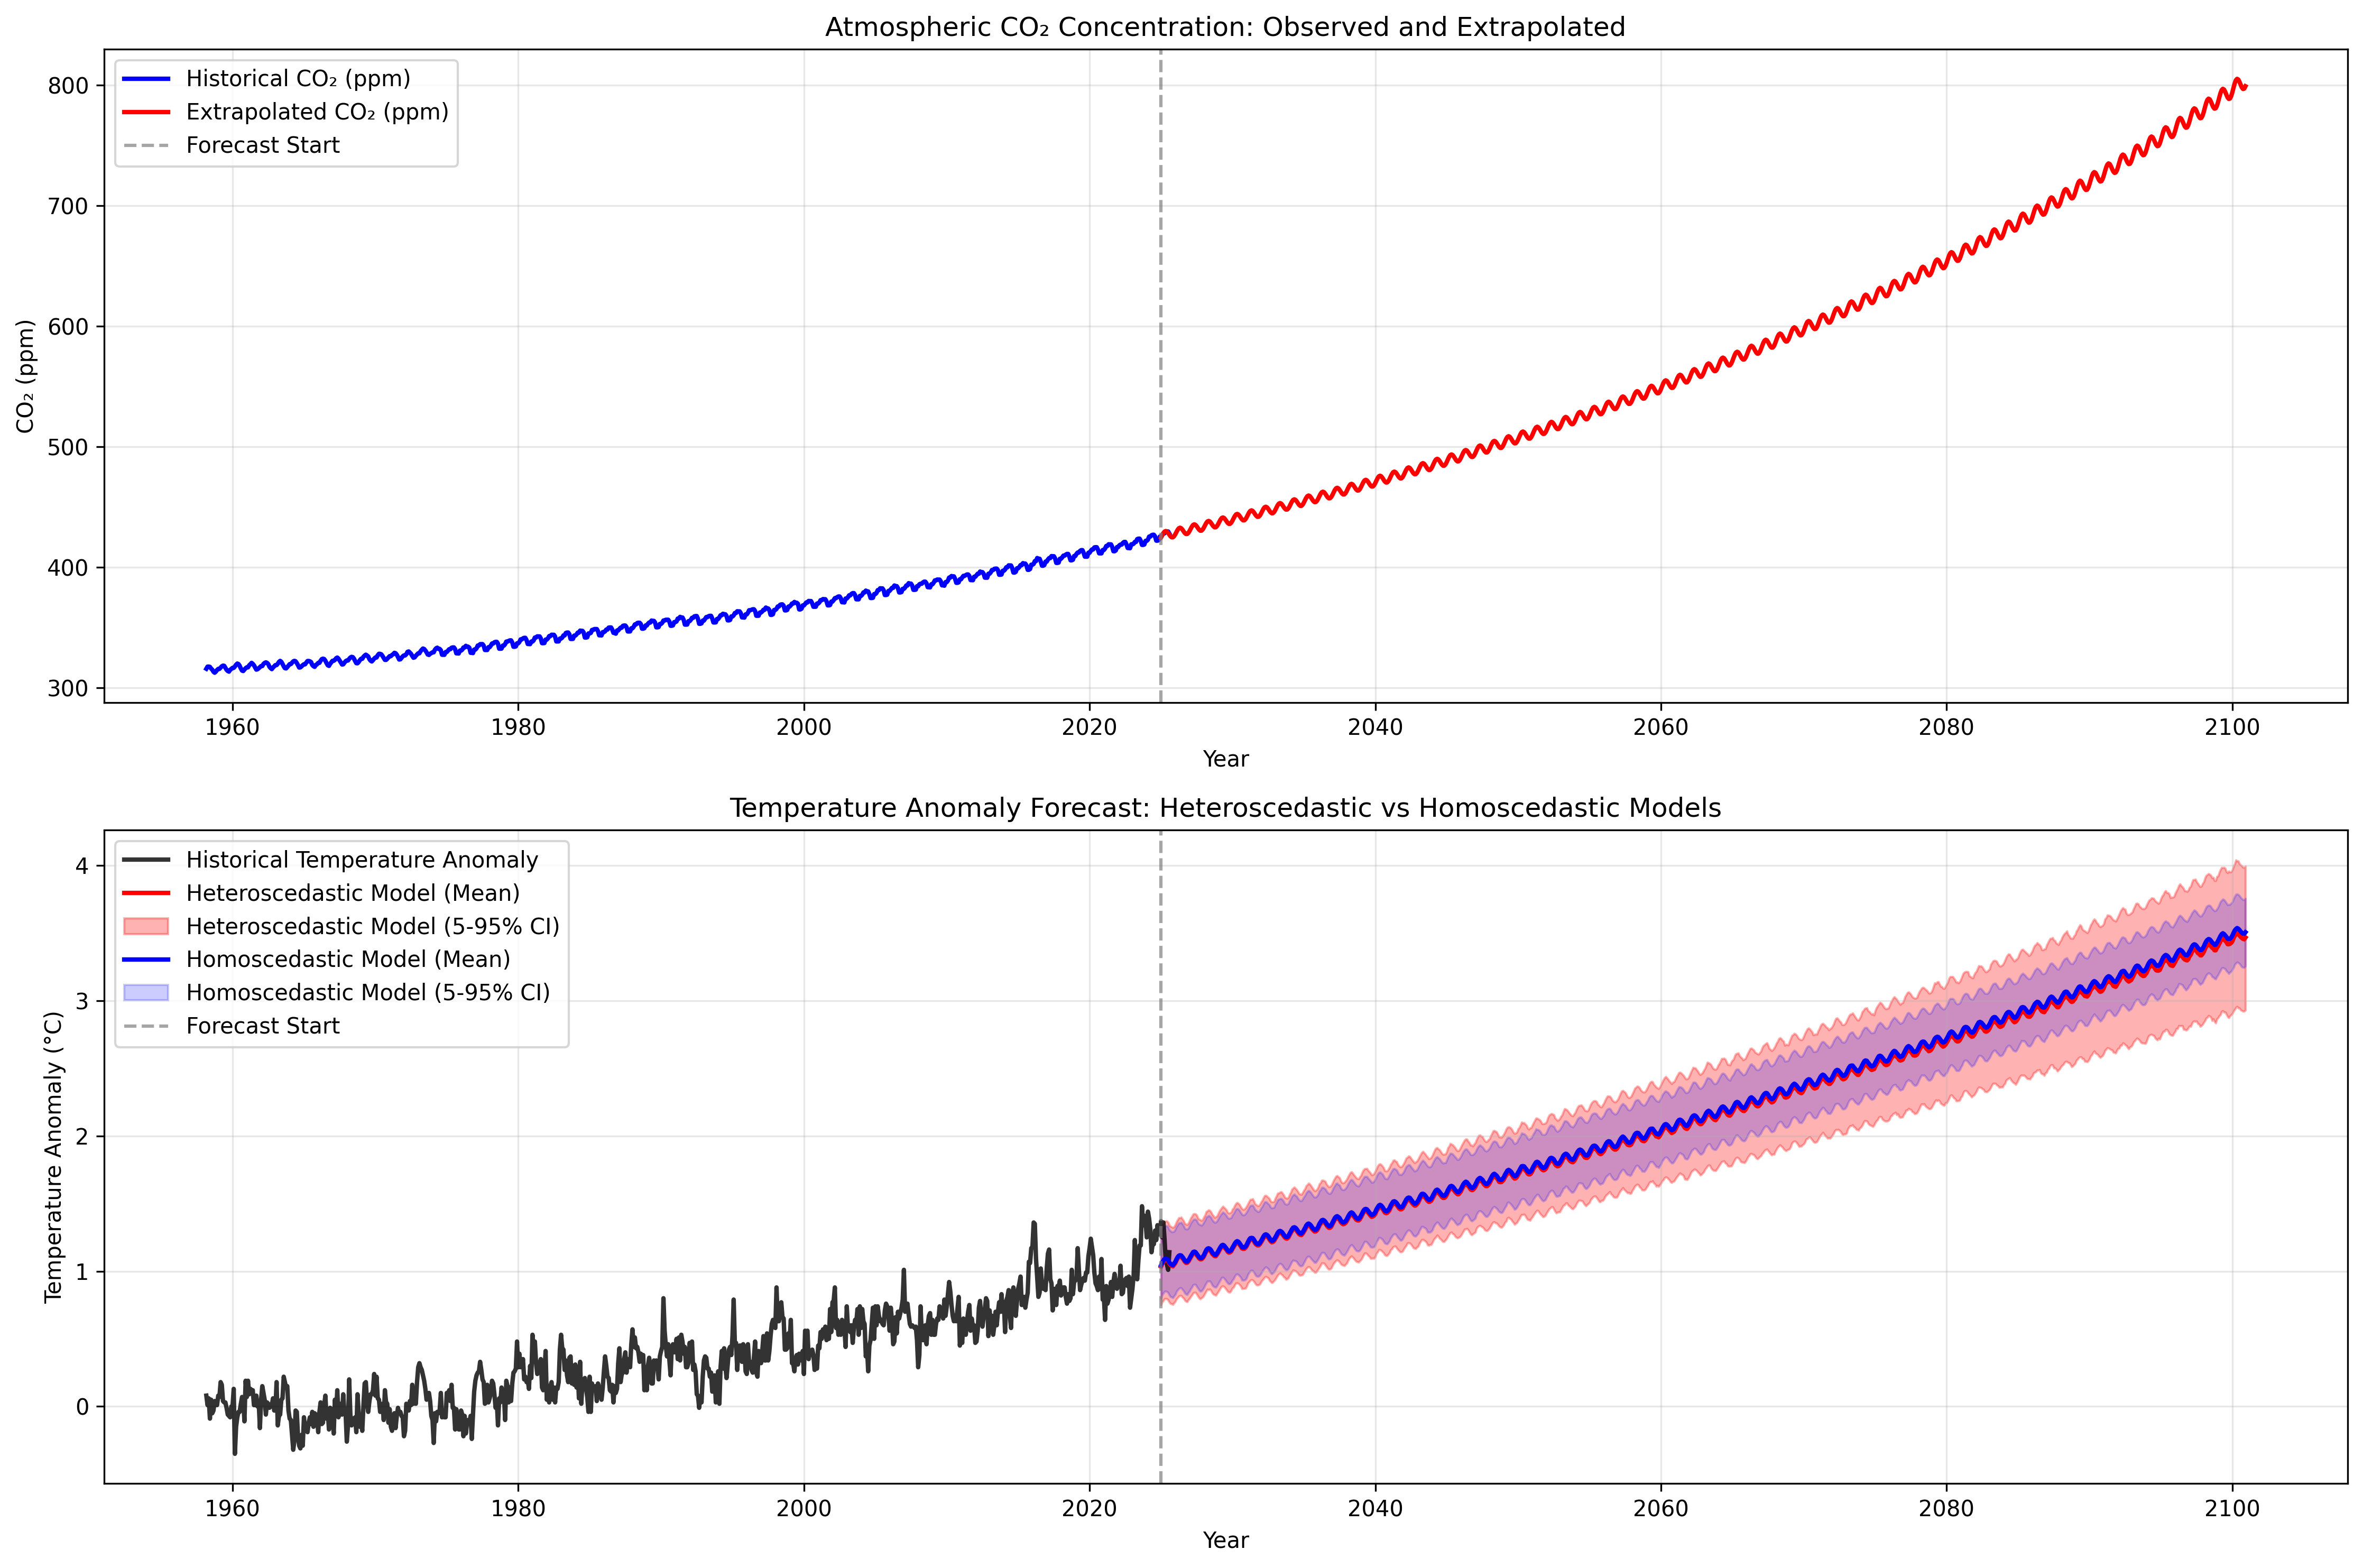 Atmospheric CO₂ Concentration: Observed and Extrapolated
Historical CO₂ (ppm)
Extrapolated CO₂ (ppm)
Forecast Start
CO₂ (ppm)
800
700
600
500
400
300
1960 1980 2000 2020 2040 2060 2080 2100
Year
Temperature Anomaly Forecast: Heteroscedastic vs Homoscedastic Models
Historical Temperature Anomaly
Heteroscedastic Model (Mean)
Heteroscedastic Model (5-95% CI)
Homoscedastic Model (Mean)
Homoscedastic Model (5-95% CI)
Forecast Start
Temperature Anomaly (°C)
4
3
2
1
0
1960 1980 2000 2020 2040 2060 2080 2100
Year